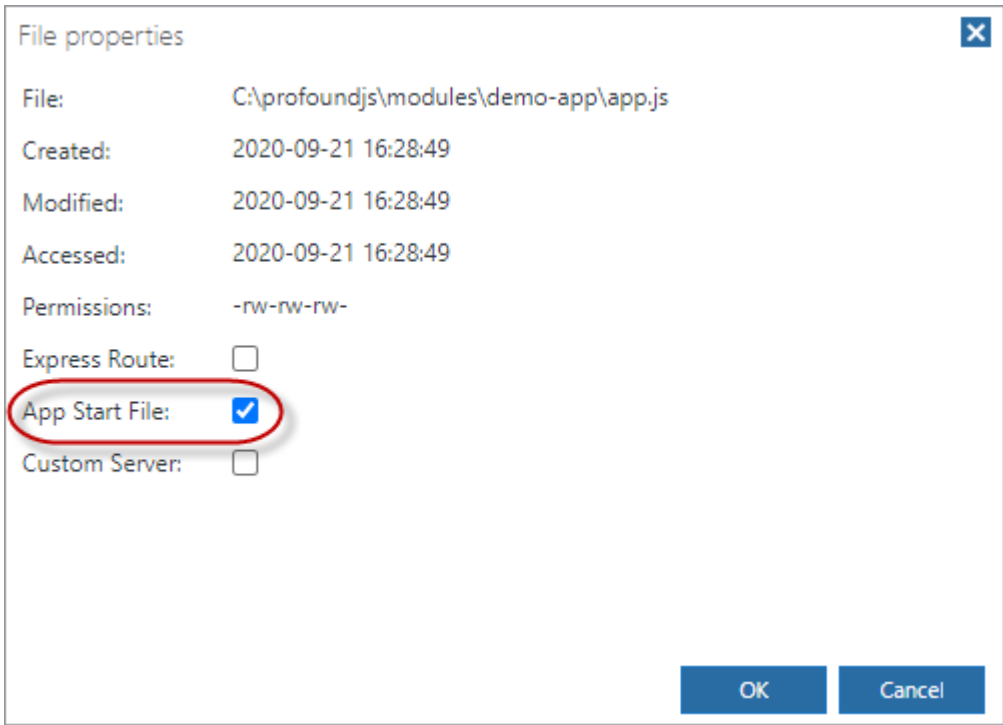 File properties
File: C:\profoundjs\modules\demo-app\app.js
Created: 2020-09-21 16:28:49
Modified: 2020-09-21 16:28:49
Accessed: 2020-09-21 16:28:49
Permissions: -rw-rw-rw-
Express Route:
App Start File:
Custom Server:
OK Cancel